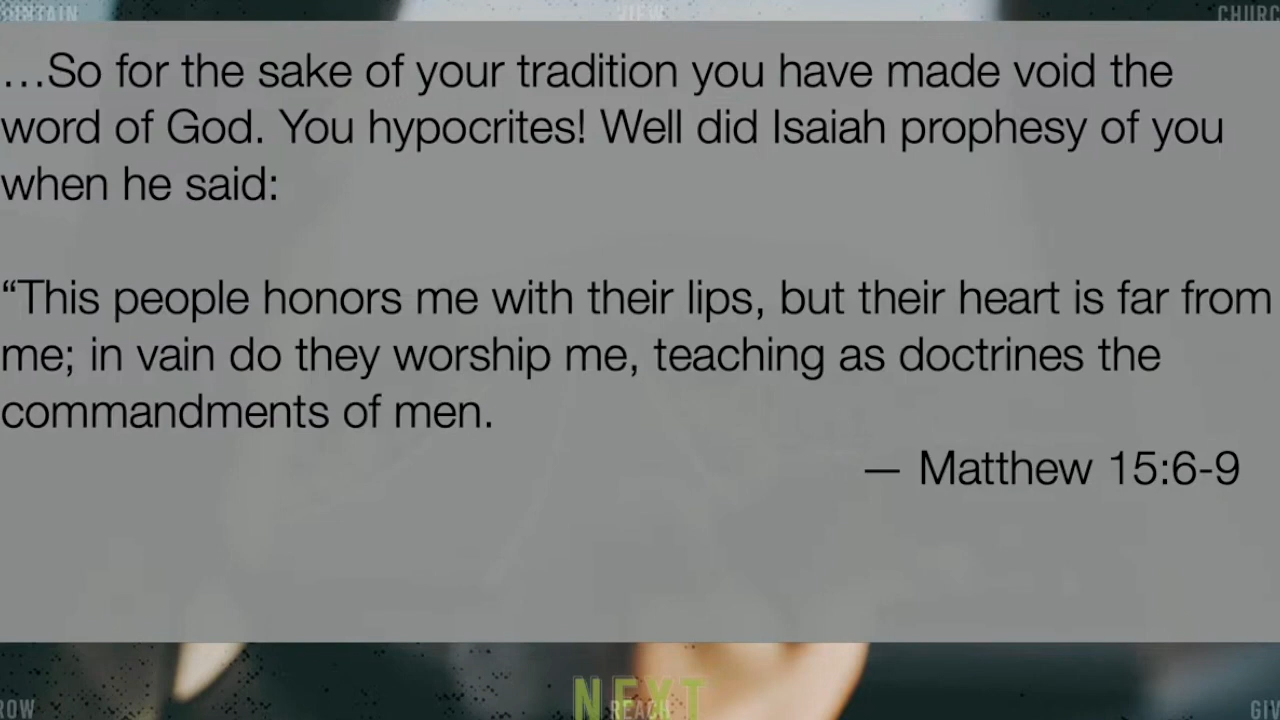 VIEW
…So for the sake of your tradition you have made void the
word of God. You hypocrites! Well did Isaiah prophesy of you
when he said:
“This people honors me with their lips, but their heart is far from
me; in vain do they worship me, teaching as doctrines the
commandments of men.
— Matthew 15:6-9
NEXT
REACH